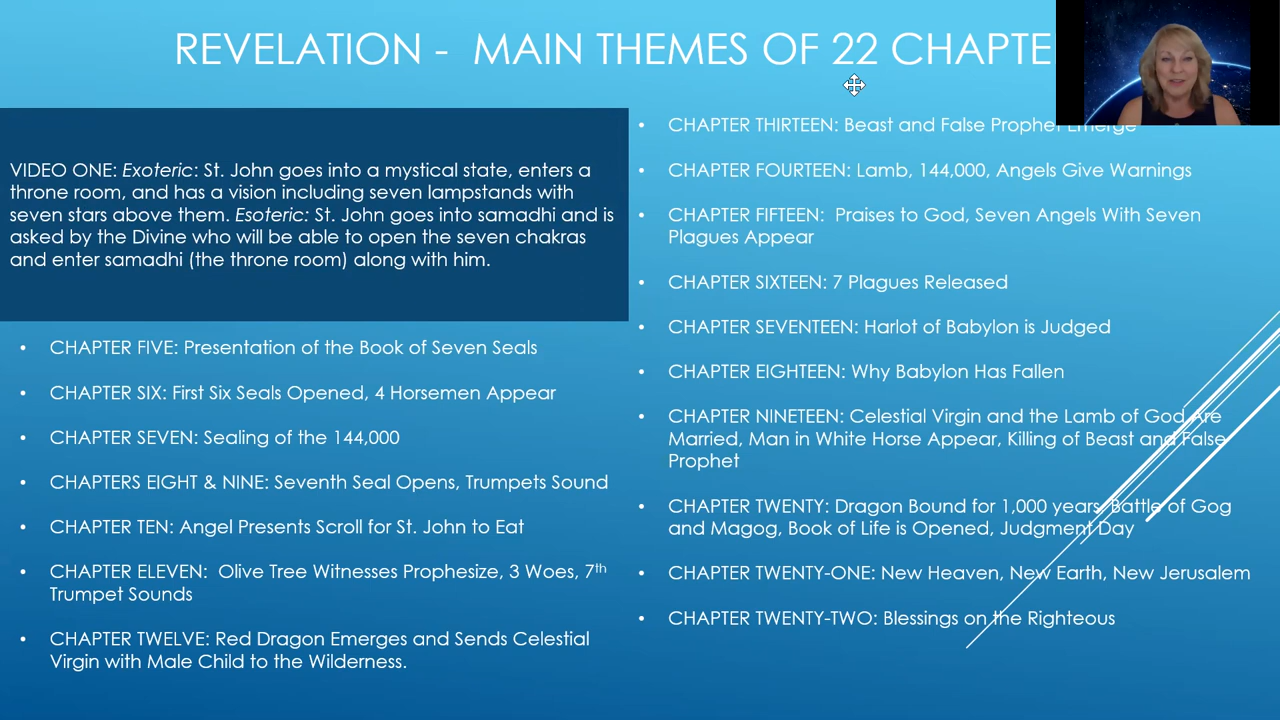 REVELATION -  MAIN THEMES OF 22 CHAPTE
VIDEO ONE: Exoteric: St. John goes into a mystical state, enters a
throne room, and has a vision including seven lampstands with
seven stars above them. Esoteric: St. John goes into samadhi and is
asked by the Divine who will be able to open the seven chakras
and enter samadhi (the throne room) along with him.
• CHAPTER FIVE: Presentation of the Book of Seven Seals
• CHAPTER SIX: First Six Seals Opened, 4 Horsemen Appear
• CHAPTER SEVEN: Sealing of the 144,000
• CHAPTERS EIGHT & NINE: Seventh Seal Opens, Trumpets Sound
• CHAPTER TEN: Angel Presents Scroll for St. John to Eat
• CHAPTER ELEVEN:  Olive Tree Witnesses Prophesize, 3 Woes, 7th
Trumpet Sounds
• CHAPTER TWELVE: Red Dragon Emerges and Sends Celestial
Virgin with Male Child to the Wilderness.
• CHAPTER THIRTEEN: Beast and False Prophet Emerge
• CHAPTER FOURTEEN: Lamb, 144,000, Angels Give Warnings
• CHAPTER FIFTEEN:  Praises to God, Seven Angels With Seven
Plagues Appear
• CHAPTER SIXTEEN: 7 Plagues Released
• CHAPTER SEVENTEEN: Harlot of Babylon is Judged
• CHAPTER EIGHTEEN: Why Babylon Has Fallen
• CHAPTER NINETEEN: Celestial Virgin and the Lamb of God Are
Married, Man in White Horse Appear, Killing of Beast and False
Prophet
• CHAPTER TWENTY: Dragon Bound for 1,000 years, Battle of Gog
and Magog, Book of Life is Opened, Judgment Day
• CHAPTER TWENTY-ONE: New Heaven, New Earth, New Jerusalem
• CHAPTER TWENTY-TWO: Blessings on the Righteous